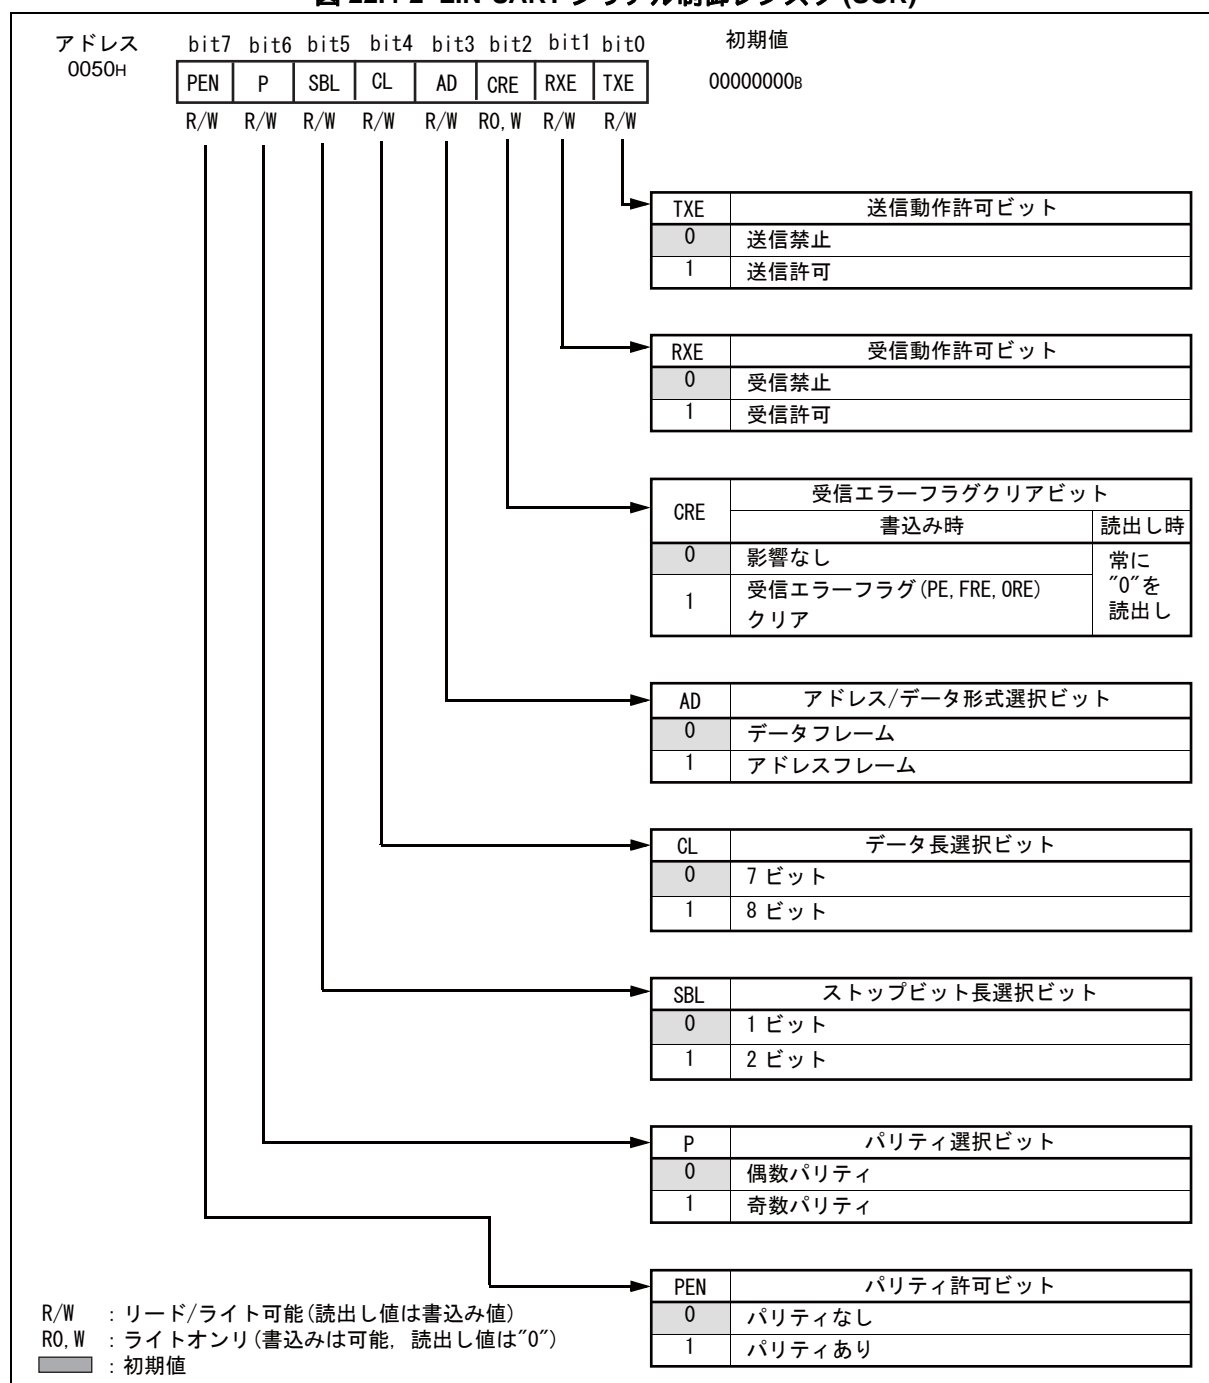 アドレス bit7 bit6 bit5 bit4 bit3 bit2 bit1 bit0 初期値
0050H PEN P SBL CL AD CRE RXE TXE 00000000B
R/W R/W R/W R/W R/W R0,W R/W R/W
TXE 送信動作許可ビット
0 送信禁止
1 送信許可
RXE 受信動作許可ビット
0 受信禁止
1 受信許可
CRE 受信エラーフラグクリアビット
書込み時 読出し時
0 影響なし 常に
1 受信エラーフラグ(PE,FRE,ORE) "0"を
クリア 読出し
AD アドレス/データ形式選択ビット
0 データフレーム
1 アドレスフレーム
CL データ長選択ビット
0 7 ビット
1 8 ビット
SBL ストップビット長選択ビット
0 1 ビット
1 2 ビット
P パリティ選択ビット
0 偶数パリティ
1 奇数パリティ
PEN パリティ許可ビット
0 パリティなし
1 パリティあり
R/W :リード/ライト可能(読出し値は書込み値)
R0,W :ライトオンリ(書込みは可能, 読出し値は"0")
:初期値